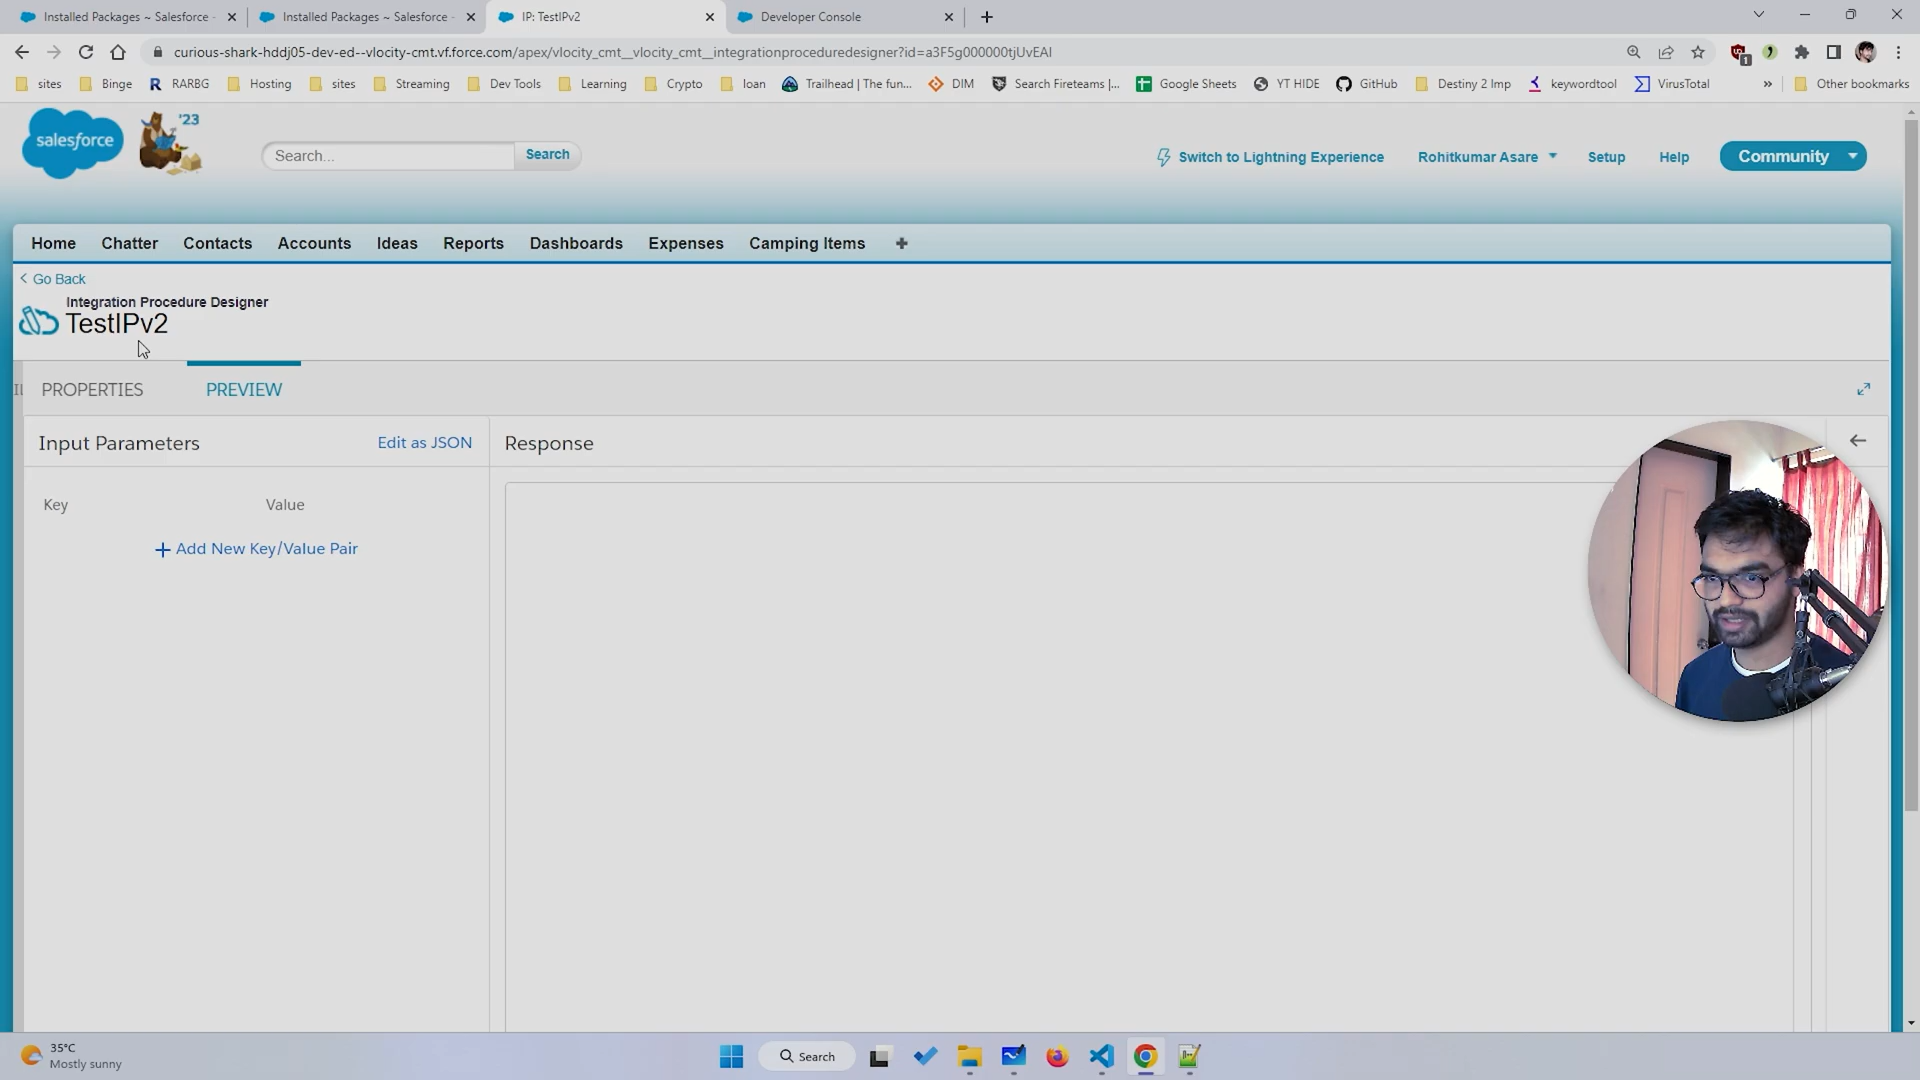 Installed Packages ~ Salesforce -
Installed Packages ~ Salesforce -
IP: TestIPv2
Developer Console
curious-shark-hddj05-dev-ed--vlocity-cmt.vf.force.com/apex/vlocity_cmt__vlocity_cmt__integrationproceduredesigner?id=a3F5g000000tjUvEAI
1
sites
Binge
R RARBG
Hosting
sites
Streaming
Dev Tools
Learning
Crypto
loan
Trailhead | The fun...
DIM
Search Fireteams |...
Google Sheets
YT HIDE
GitHub
Destiny 2 Imp
keywordtool
VirusTotal
»
Other bookmarks
salesforce
'23
Search...
Search
Switch to Lightning Experience
Rohitkumar Asare
Setup
Help
Community
Home
Chatter
Contacts
Accounts
Ideas
Reports
Dashboards
Expenses
Camping Items
Go Back
Integration Procedure Designer
TestIPv2
PROPERTIES
PREVIEW
Input Parameters
Edit as JSON
Response
Key
Value
Add New Key/Value Pair
35°C
Mostly sunny
Search